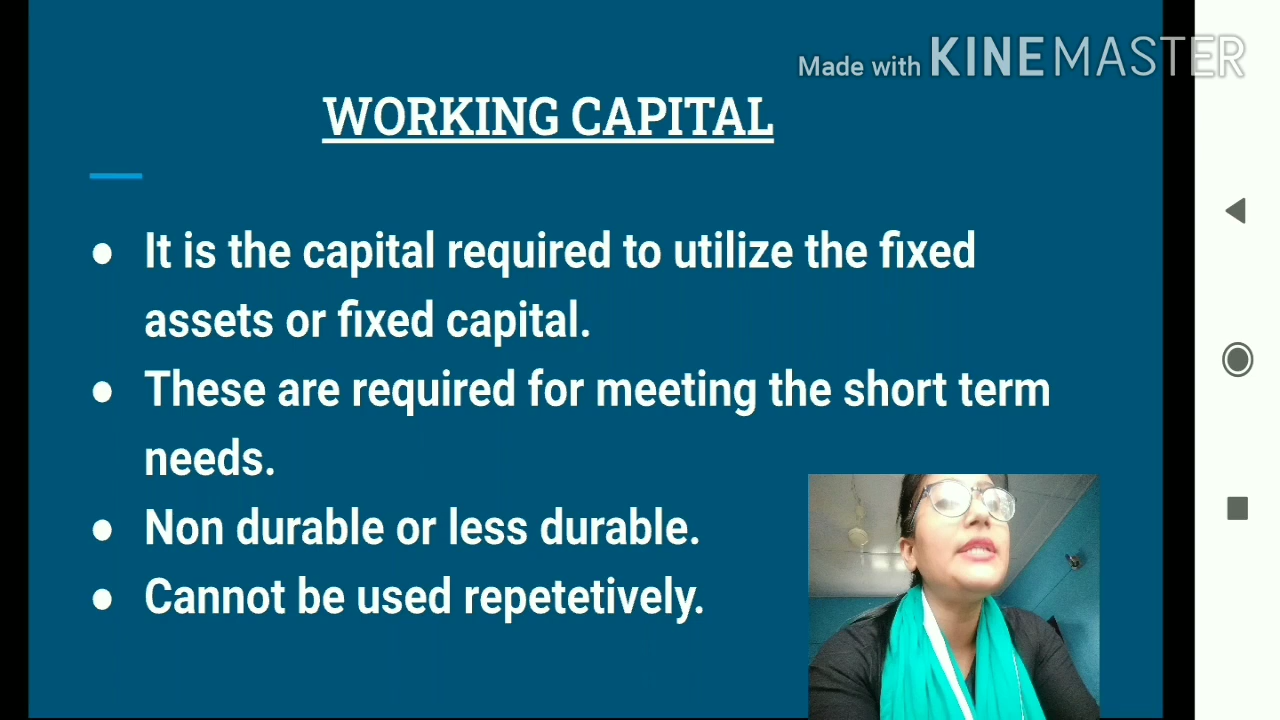 Made with KINEMASTER
WORKING CAPITAL
● It is the capital required to utilize the fixed
assets or fixed capital.
● These are required for meeting the short term
needs.
● Non durable or less durable.
● Cannot be used repetetively.